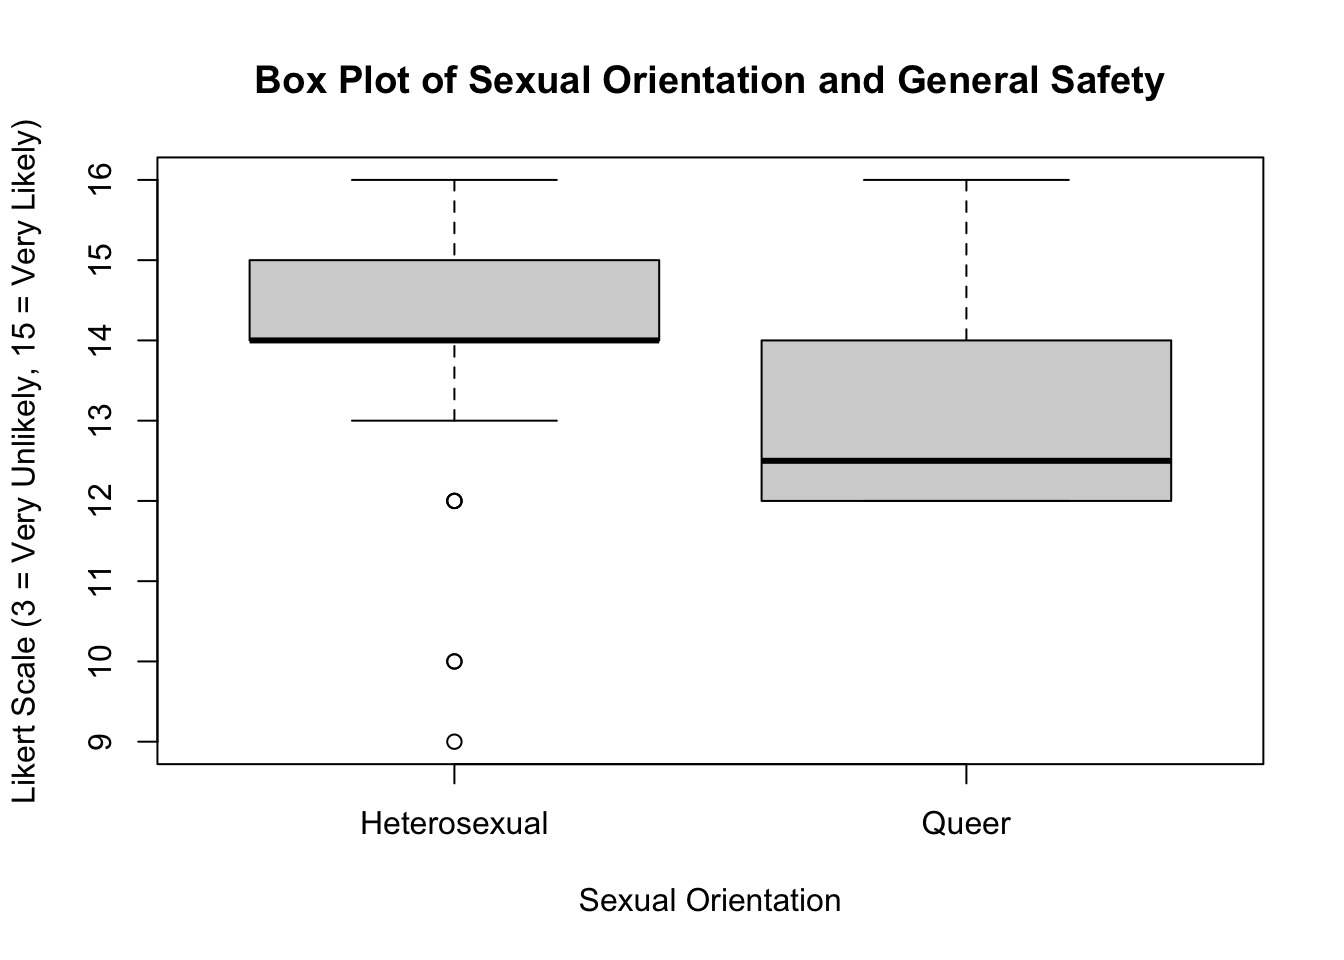 Box Plot of Sexual Orientation and General Safety
Likert Scale (3 = Very Unlikely, 15 = Very Likely)
16
15
14
13
12
11
10
9
Heterosexual
Queer
Sexual Orientation